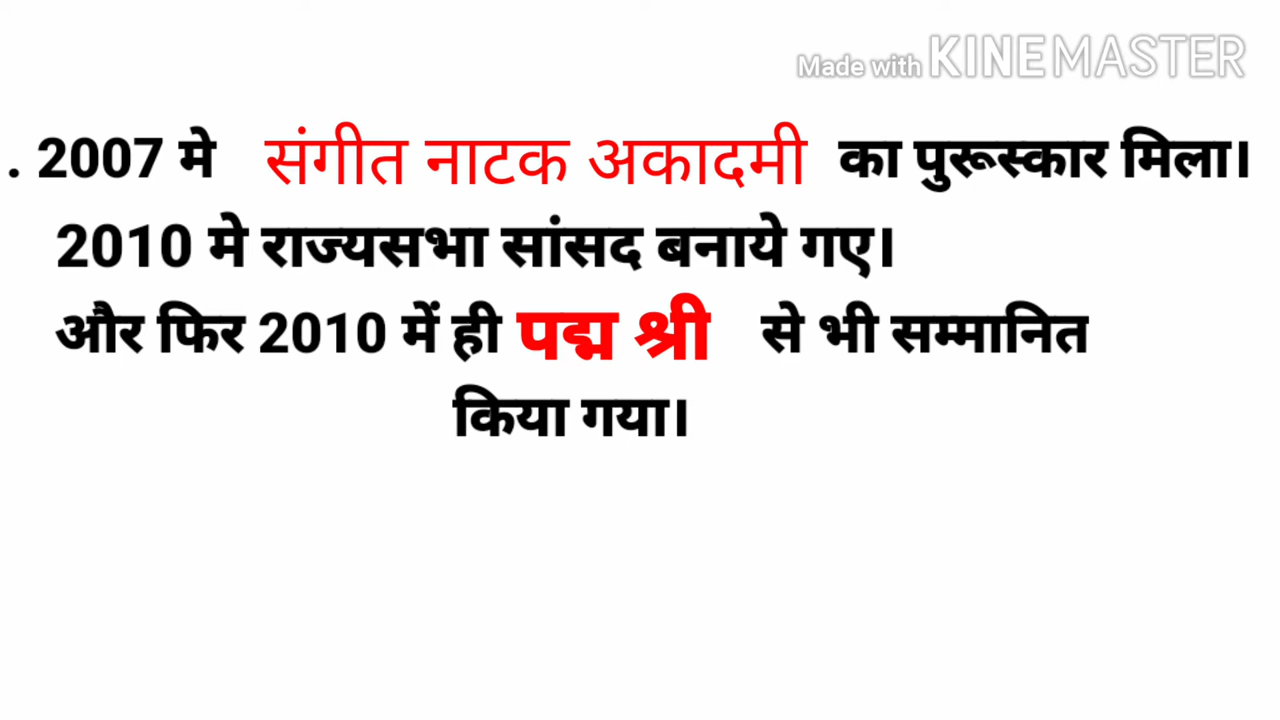 Made with KINEMASTER
. 2007 मे संगीत नाटक अकादमी का पुरूस्कार मिला।
2010 मे राज्यसभा सांसद बनाये गए।
और फिर 2010 में ही पद्म श्री से भी सम्मानित
किया गया।